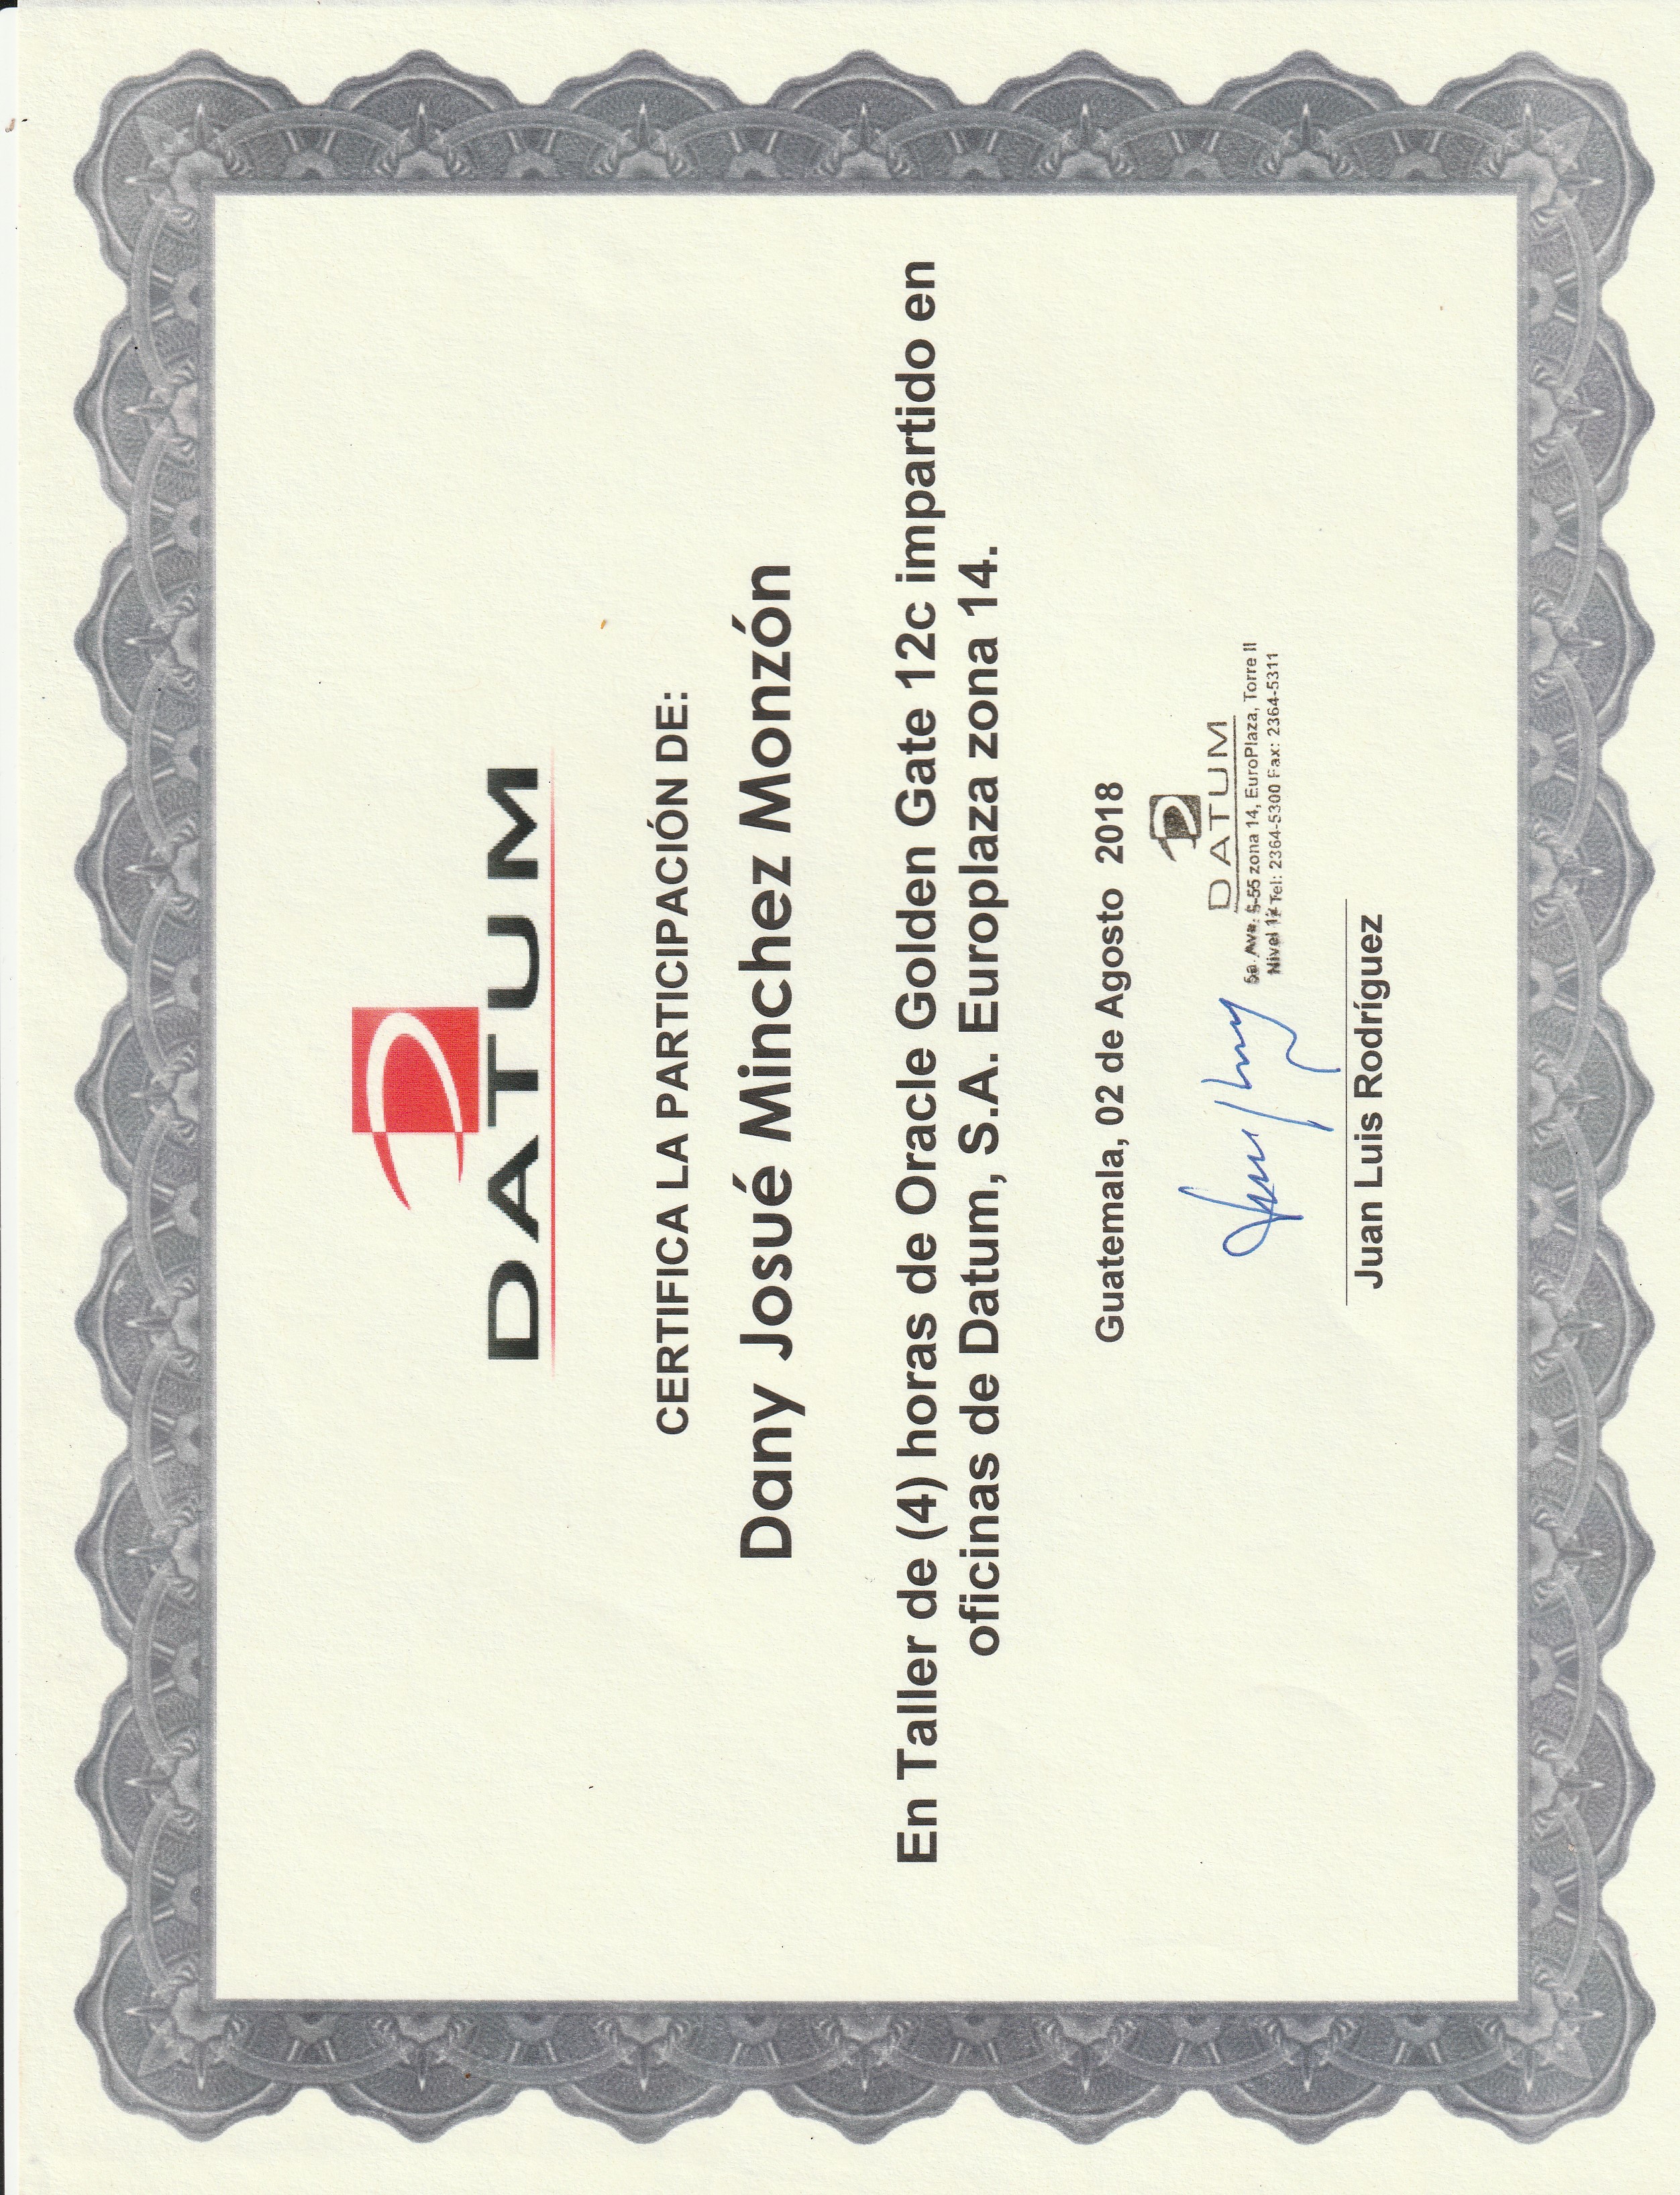 DATUM
CERTIFICA LA PARTICIPACIÓN DE:
Dany Josué Minchez Monzón
En Taller de (4) horas de Oracle Golden Gate 12c impartido en
oficinas de Datum, S.A. Europlaza zona 14.
Guatemala, 02 de Agosto 2018
DATUM
5a. Ave. 5-55 zona 14, EuroPlaza, Torre II
Nivel Tel: 2364-5300 Fax: 2364-5311
Juan Luis Rodríguez